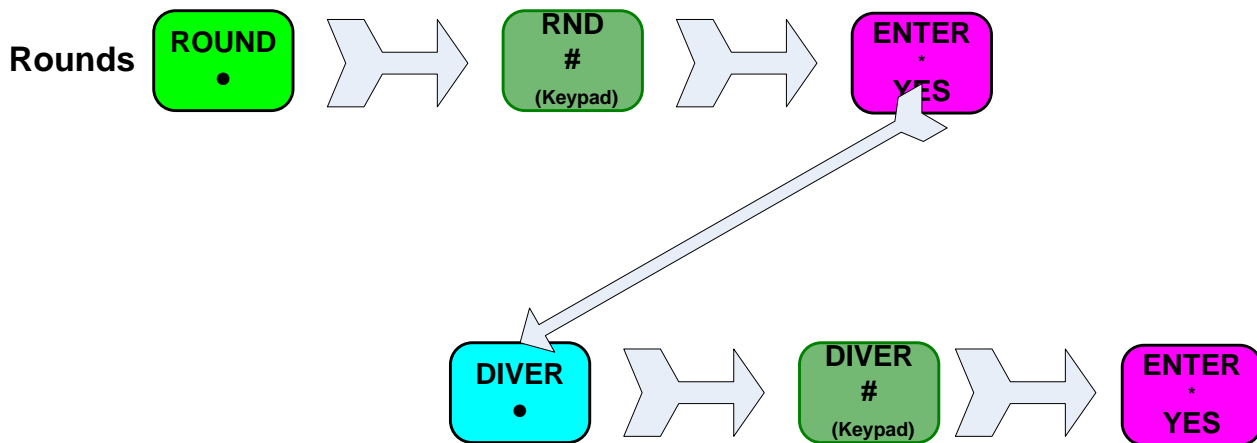 Rounds
ROUND
•
RND
#
(Keypad)
ENTER
*
YES
DIVER
•
DIVER
#
(Keypad)
ENTER
*
YES